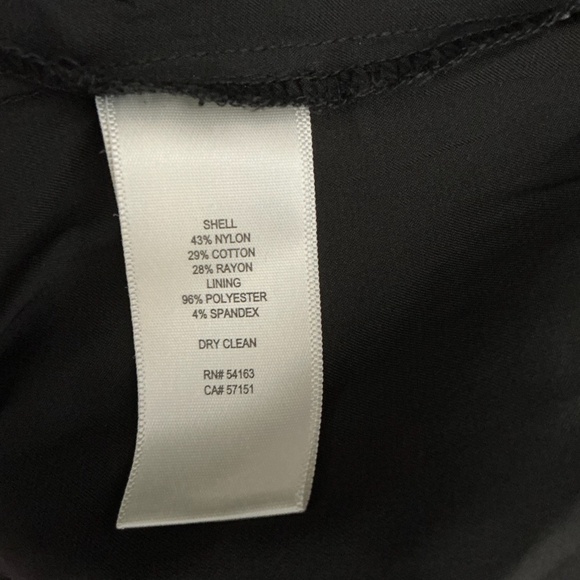 SHELL
43% NYLON
29% COTTON
28% RAYON
LINING
96% POLYESTER
4% SPANDEX
DRY CLEAN
RN# 54163
CA# 57151